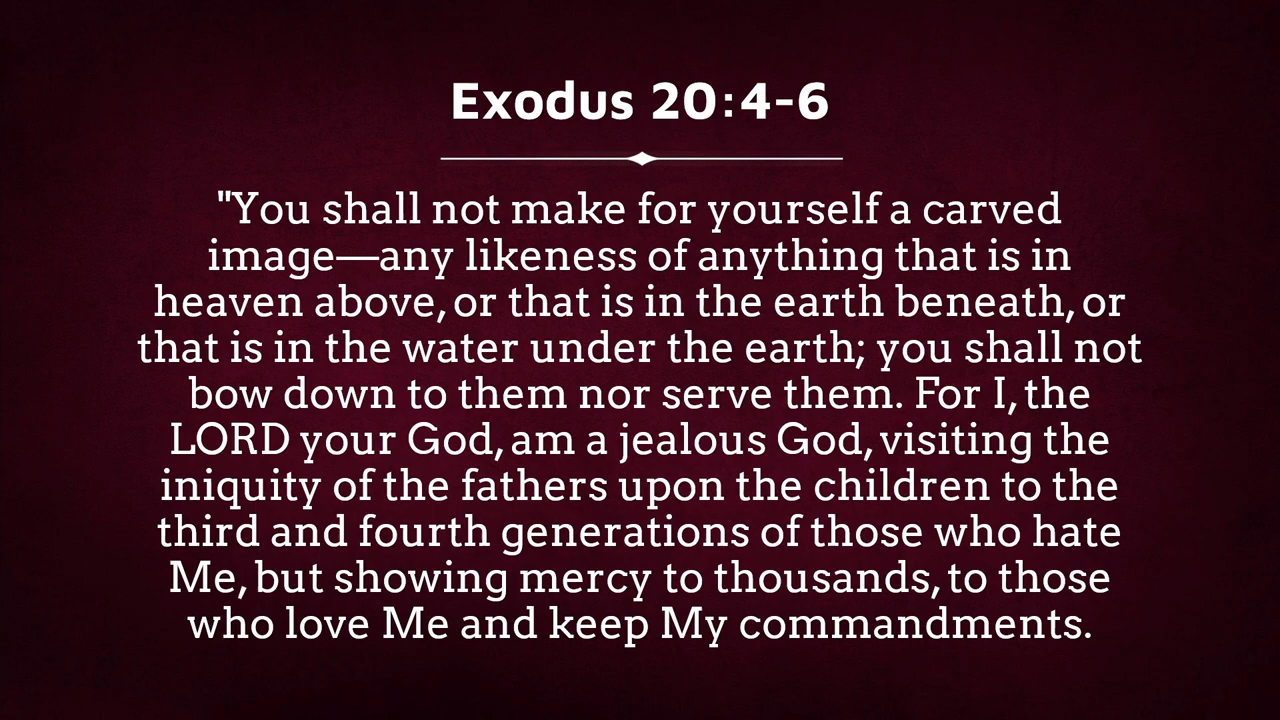 Exodus 20:4-6
"You shall not make for yourself a carved
image—any likeness of anything that is in
heaven above, or that is in the earth beneath, or
that is in the water under the earth; you shall not
bow down to them nor serve them. For I, the
LORD your God, am a jealous God, visiting the
iniquity of the fathers upon the children to the
third and fourth generations of those who hate
Me, but showing mercy to thousands, to those
who love Me and keep My commandments.